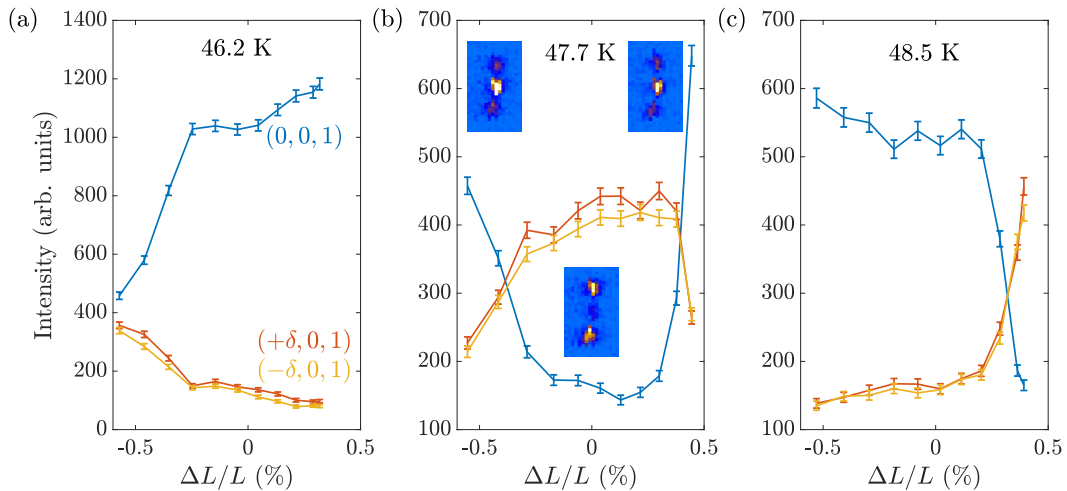 (a)
46.2 K
(0, 0, 1)
(+δ, 0, 1)
(−δ, 0, 1)
Intensity (arb. units)
1400
1200
1000
800
600
400
200
0
-0.5
0
0.5
ΔL/L (%)
(b)
47.7 K
700
600
500
400
300
200
100
-0.5
0
0.5
ΔL/L (%)
(c)
48.5 K
700
600
500
400
300
200
100
-0.5
0
0.5
ΔL/L (%)